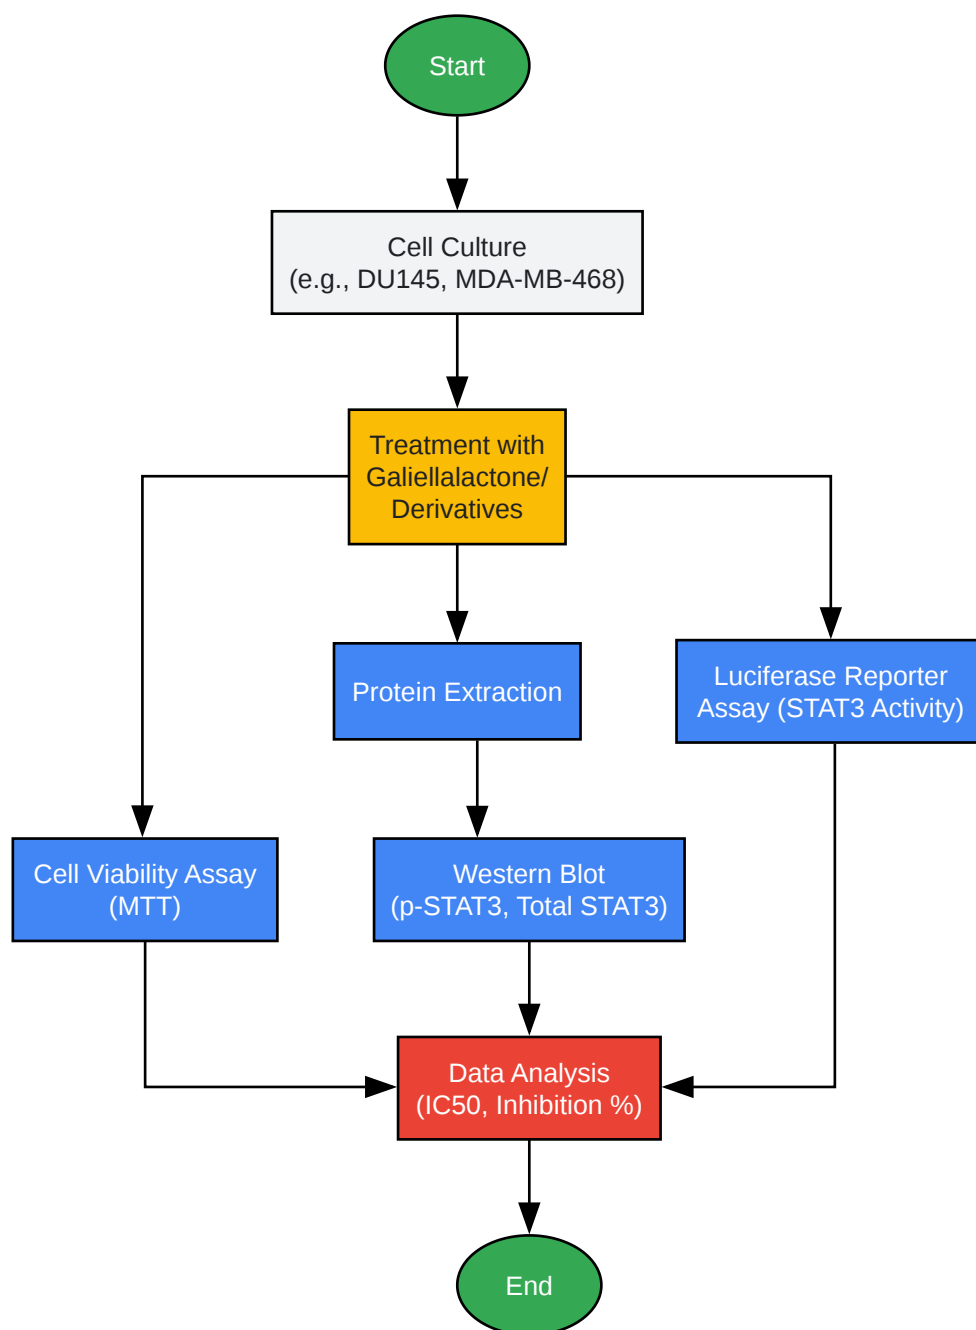 Start
Cell Culture
(e.g., DU145, MDA-MB-468)
Treatment with
Galiellalactone/
Derivatives
Protein Extraction
Luciferase Reporter
Assay (STAT3 Activity)
Cell Viability Assay
(MTT)
Western Blot
(p-STAT3, Total STAT3)
Data Analysis
(IC50, Inhibition %)
End